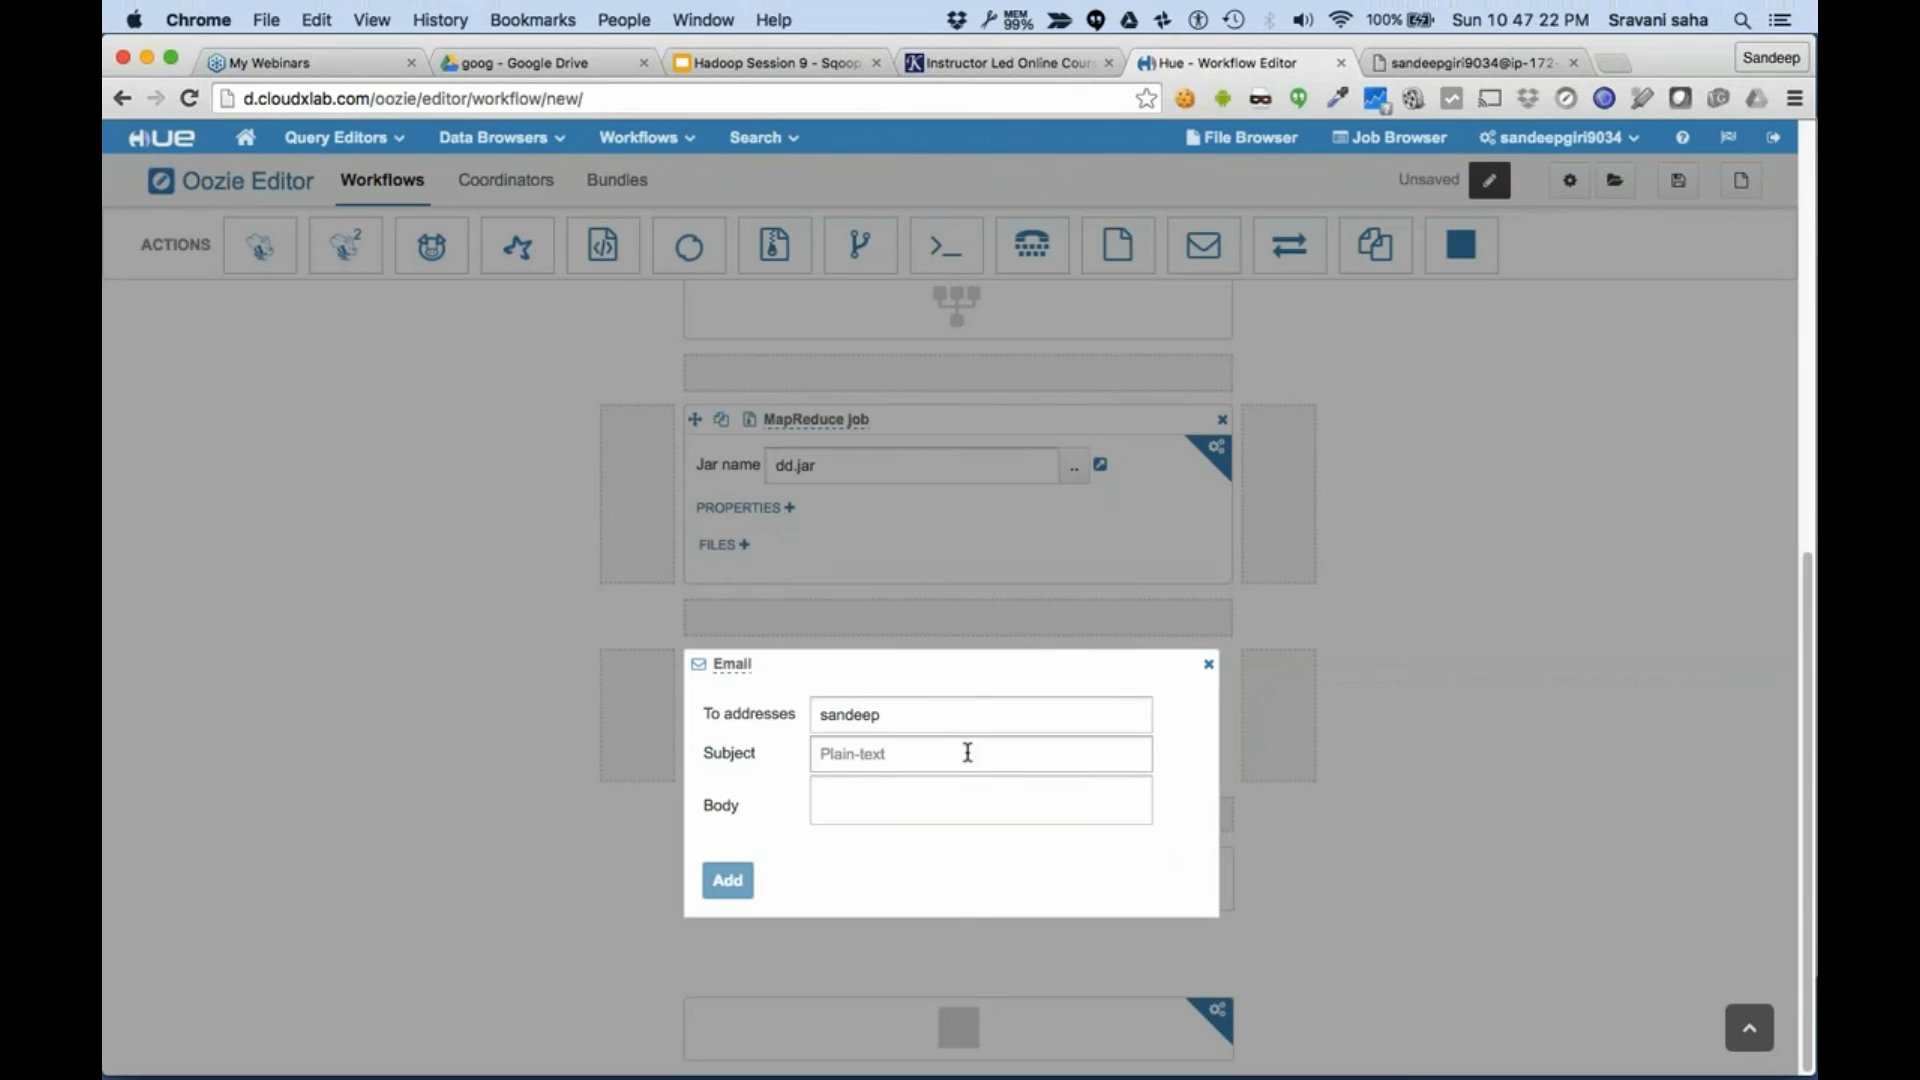 Chrome File Edit View History Bookmarks People Window Help MEM 99% 100% Sun 10 47 22 PM Sravani saha
My Webinars goog - Google Drive Hadoop Session 9 - Sqoop Instructor Led Online Cour Hue - Workflow Editor sandeepgiri9034@ip-172- Sandeep
d.cloudxlab.com/oozie/editor/workflow/new/
HUE Query Editors Data Browsers Workflows Search File Browser Job Browser sandeepgiri9034
Oozie Editor Workflows Coordinators Bundles Unsaved
ACTIONS 2
MapReduce job
Jar name dd.jar ..
PROPERTIES +
FILES +
Email
To addresses sandeep
Subject Plain-text
Body
Add